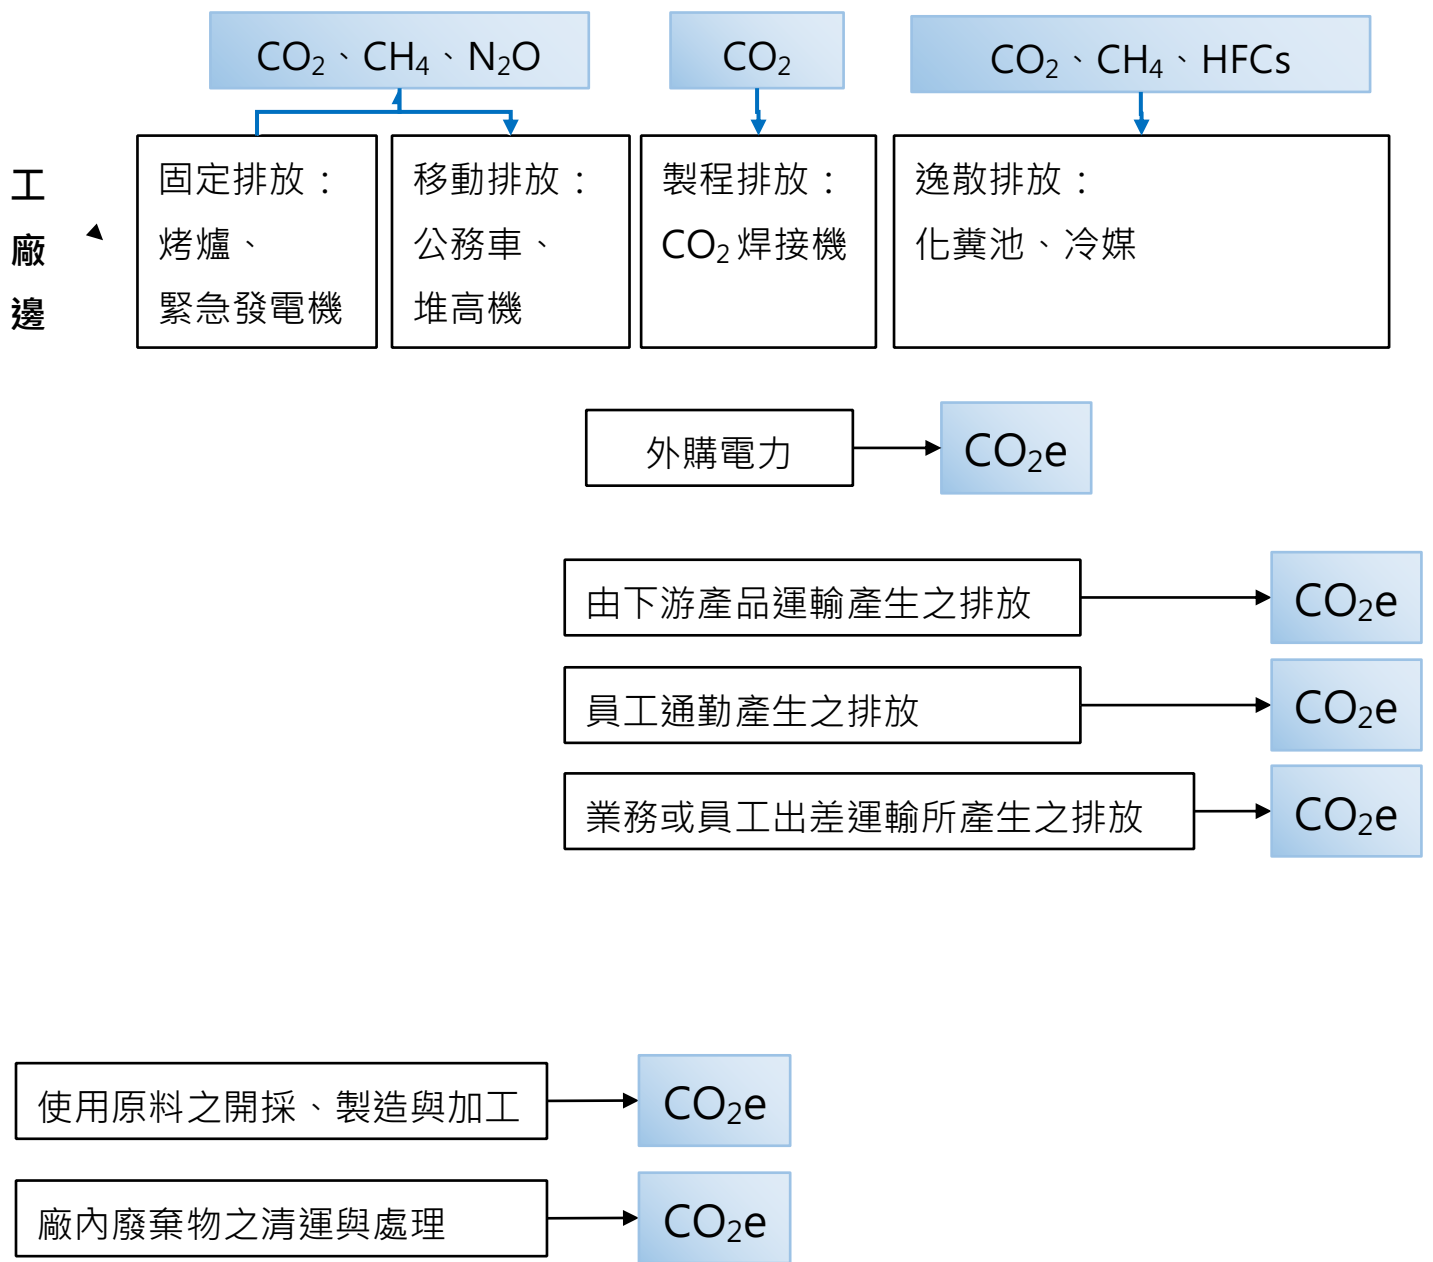 CO₂、CH₄、N₂O
CO₂
CO₂、CH₄、HFCs
工
廠
邊
固定排放：
烤爐、
緊急發電機
移動排放：
公務車、
堆高機
製程排放：
CO₂焊接機
逸散排放：
化糞池、冷媒
外購電力
CO₂e
由下游產品運輸產生之排放
CO₂e
員工通勤產生之排放
CO₂e
業務或員工出差運輸所產生之排放
CO₂e
使用原料之開採、製造與加工
CO₂e
廠內廢棄物之清運與處理
CO₂e